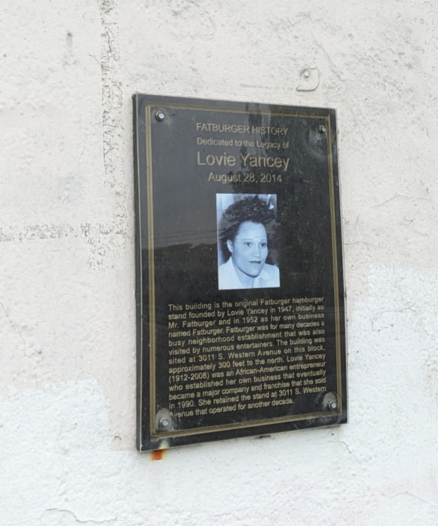 FATBURGER HISTORY
Dedicated to the Legacy of
Lovie Yancey
August 28, 2014
This building is the original Fatburger hamburger
stand founded by Lovie Yancey in 1947, initially as
Mr. Fatburger and in 1952 as her own business
named Fatburger. Fatburger was for many decades a
busy neighborhood establishment that was also
visited by numerous entertainers. The building was
sited at 3011 S. Western Avenue on this block,
approximately 300 feet to the north. Lovie Yancey
(1912-2008) was an African-American entrepreneur
who established her own business that eventually
became a major company and franchise that she sold
in 1990. She retained the stand at 3011 S. Western
Avenue that operated for another decade.